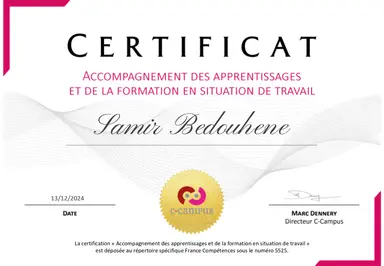 CERTIFICAT
ACCOMPAGNEMENT DES APPRENTISSAGES
ET DE LA FORMATION EN SITUATION DE TRAVAIL
Samir Bedouhene
13/12/2024
DATE
c-campus
MARC DENNERY
Directeur C-Campus
La certification « Accompagnement des apprentissages et de la formation en situation de travail »
est déposée au répertoire spécifique France Compétences sous le numéro 5525.